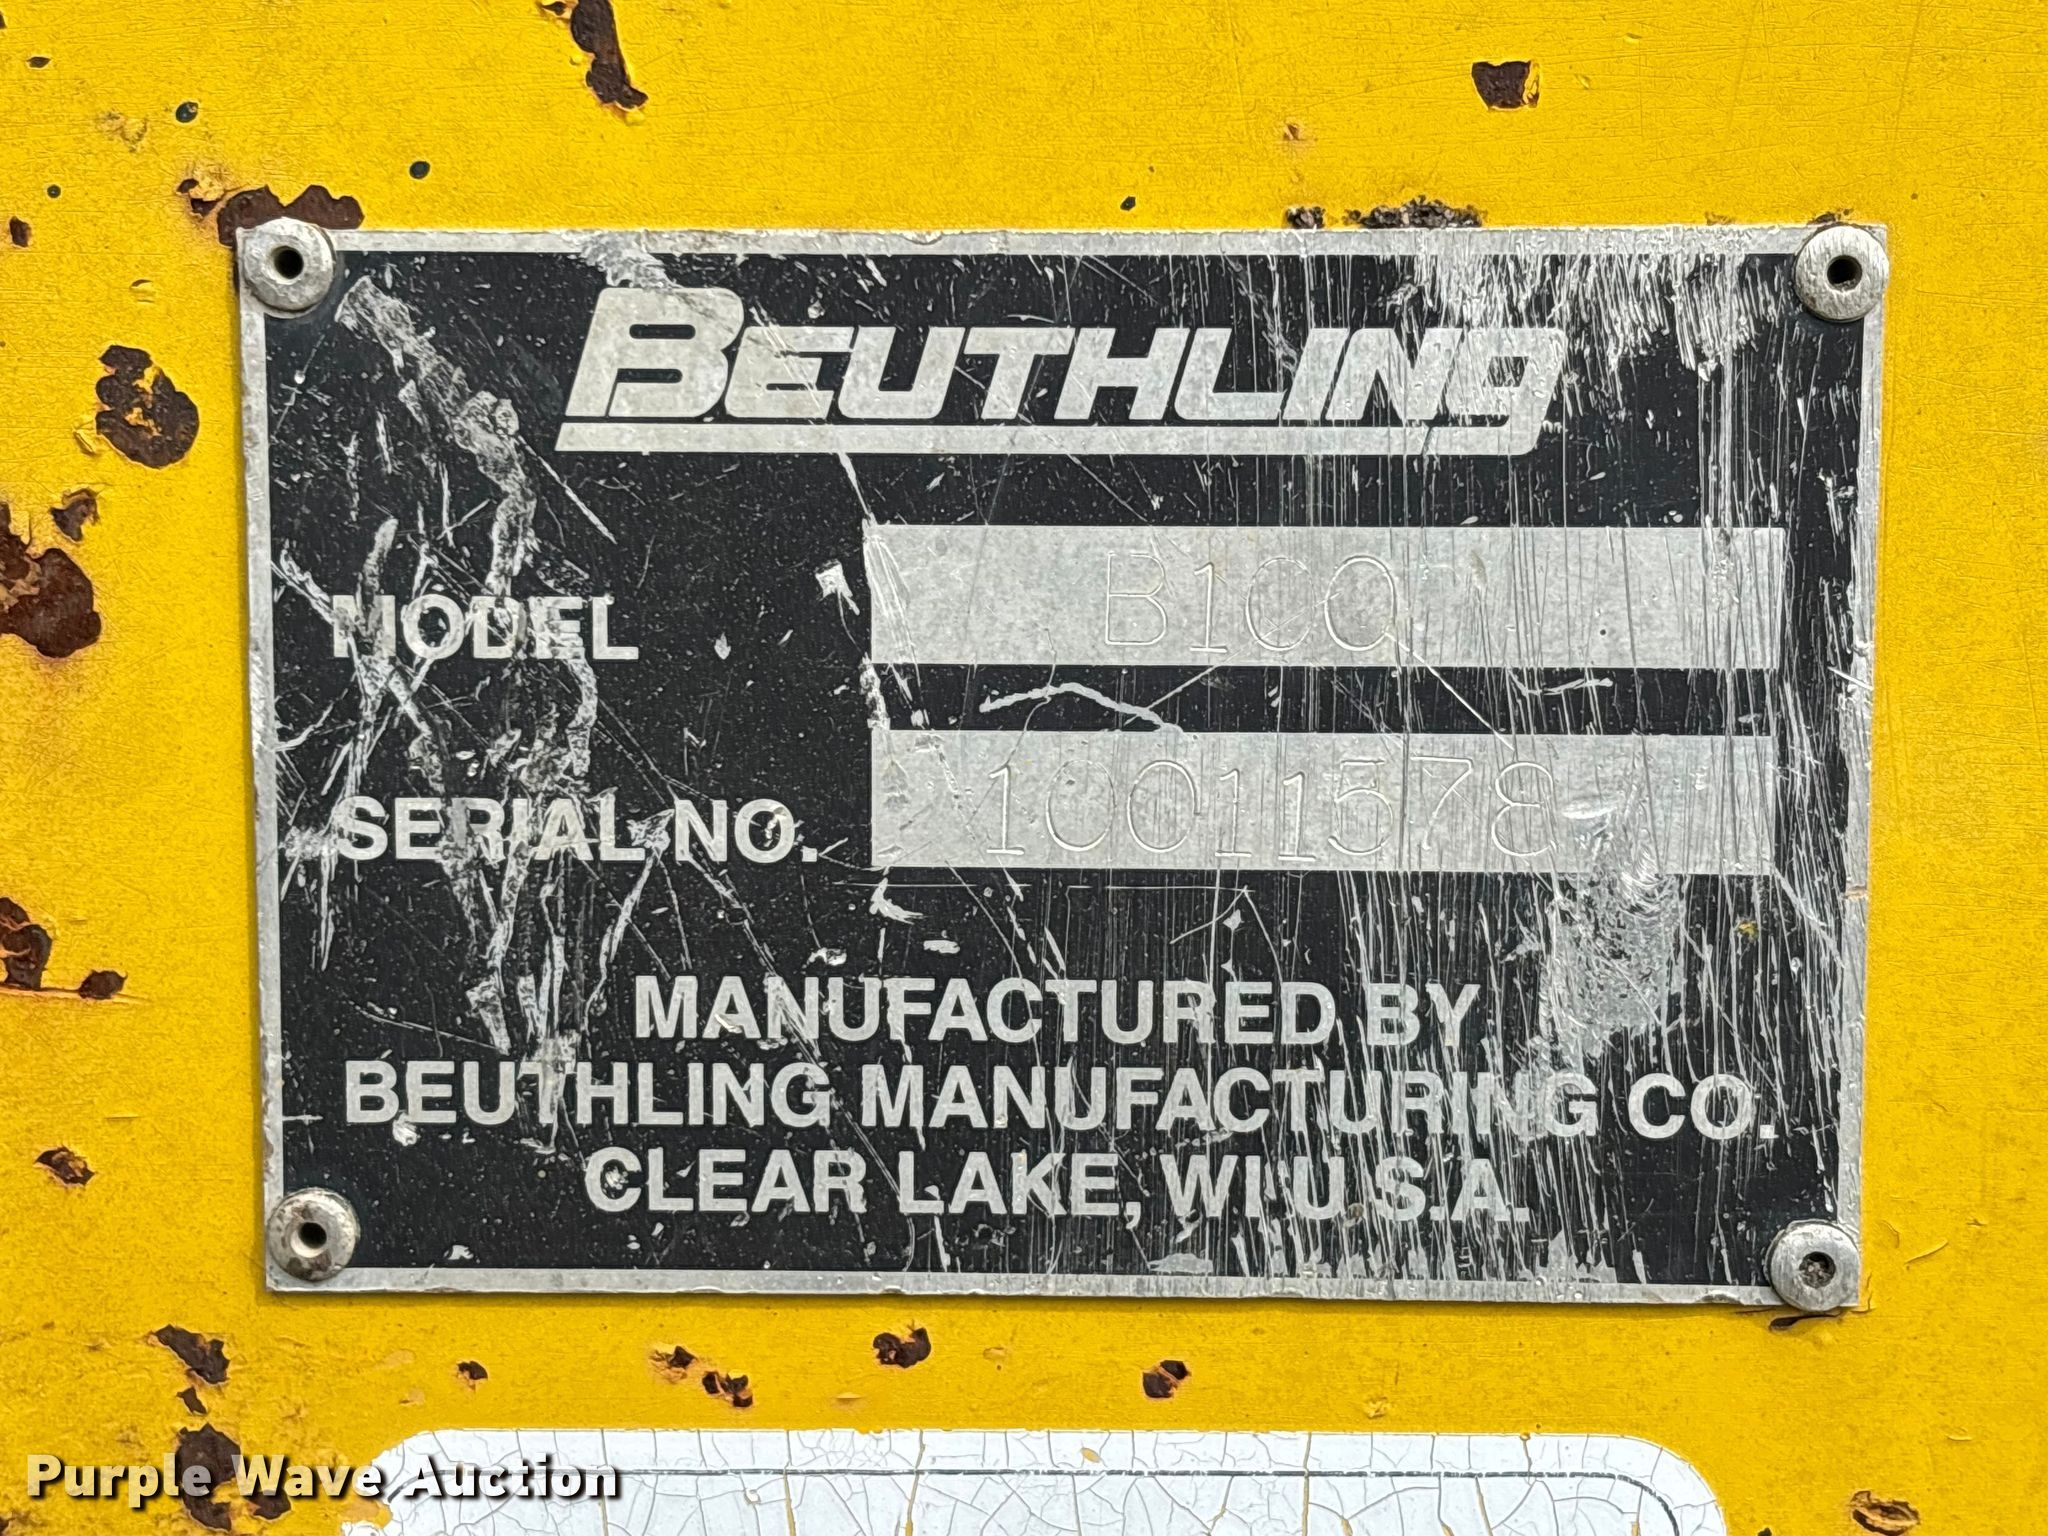 BEUTHLING
MODEL B100
SERIAL NO. 10011578
MANUFACTURED BY
BEUTHLING MANUFACTURING CO.
CLEAR LAKE, WI U.S.A.
Purple Wave Auction